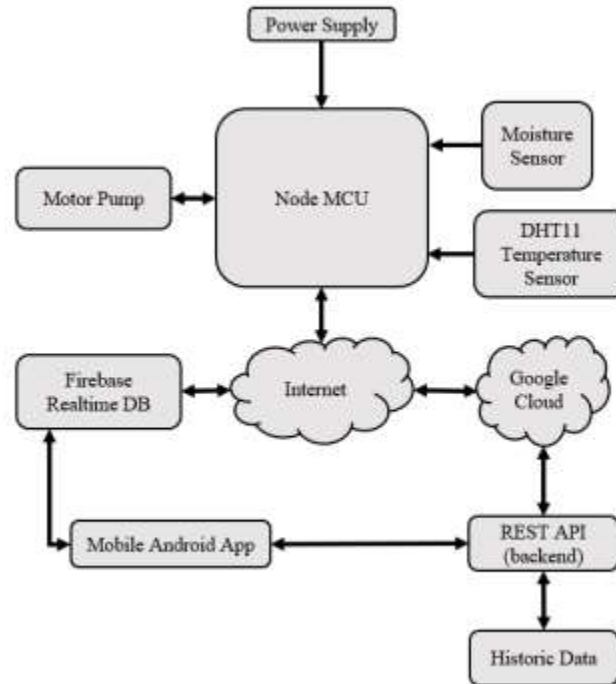 Power Supply
Moisture
Sensor
Motor Pump
Node MCU
DHT11
Temperature
Sensor
Firebase
Realtime DB
Internet
Google
Cloud
Mobile Android App
REST API
(backend)
Historic Data